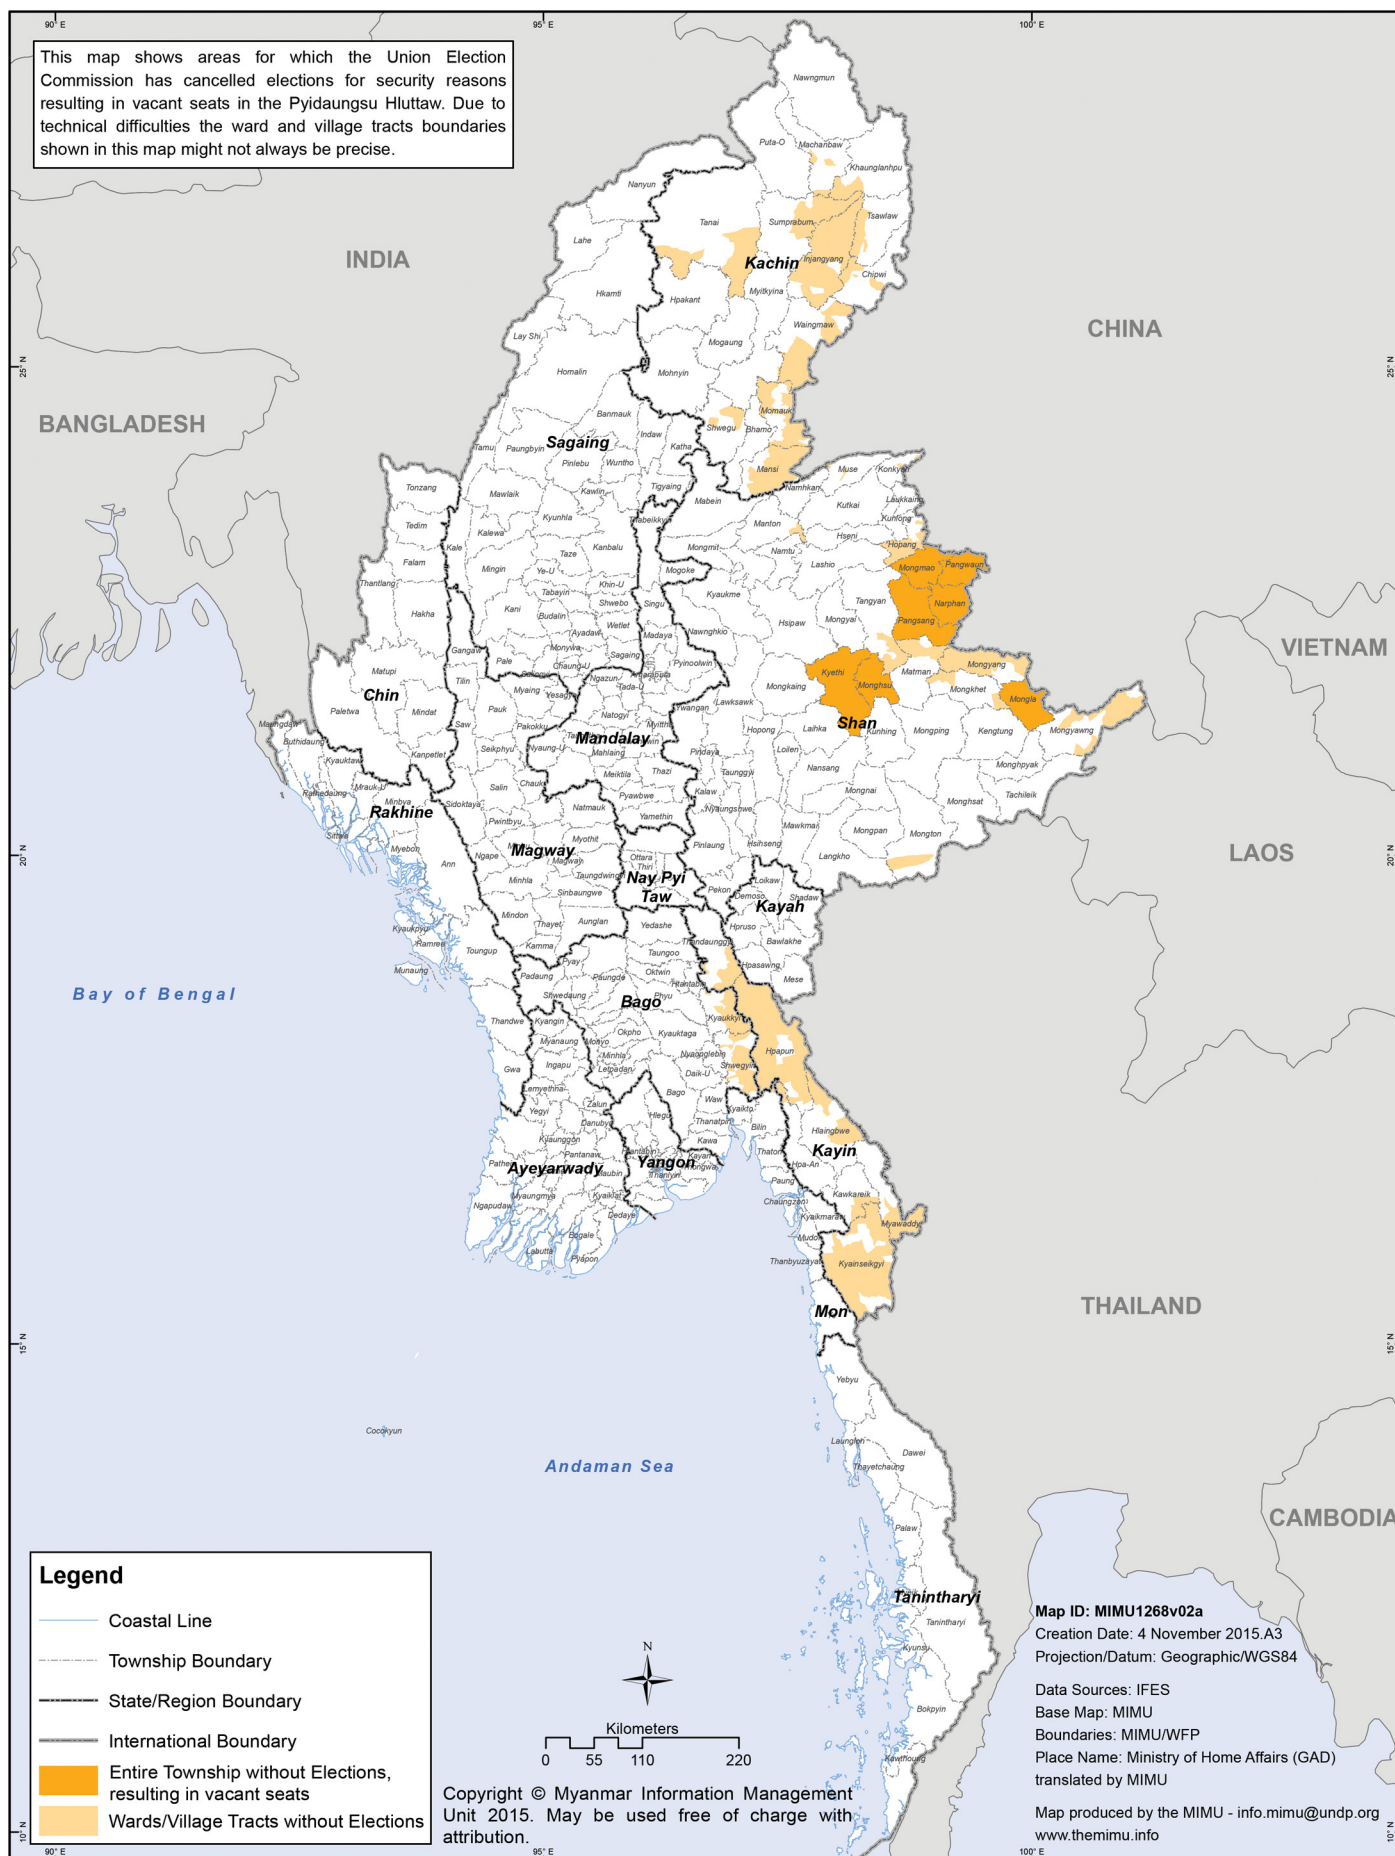 90° E
95° E
100° E
This map shows areas for which the Union Election
Commission has cancelled elections for security reasons
resulting in vacant seats in the Pyidaungsu Hluttaw. Due to
technical difficulties the ward and village tracts boundaries
shown in this map might not always be precise.
INDIA
CHINA
BANGLADESH
VIETNAM
LAOS
THAILAND
CAMBODIA
Bay of Bengal
Andaman Sea
25° N
25° N
20° N
20° N
15° N
15° N
10° N
10° N
Kachin
Nawngmun
Puta-O
Machanbaw
Khaunglanhpu
Tanai
Sumprabum
Tsawlaw
Injangyang
Chipwi
Hpakant
Myitkyina
Waingmaw
Mogaung
Mohnyin
Momauk
Shwegu
Bhamo
Mansi
Sagaing
Nanyun
Lahe
Hkamti
Lay Shi
Homalin
Banmauk
Indaw
Katha
Tamu
Paungbyin
Pinlebu
Wuntho
Kawlin
Tigyaing
Mawlaik
Kyunhla
Kalewa
Kanbalu
Kale
Taze
Mingin
Ye-U
Khin-U
Tabayin
Kani
Shwebo
Budalin
Wetlet
Ayadaw
Monywa
Sagaing
Pale
Chaung-U
Chin
Tonzang
Tedim
Falam
Thantlang
Hakha
Matupi
Mindat
Paletwa
Kanpetlet
Shan
Mabein
Namhkan
Muse
Konkyan
Laukkaing
Kutkai
Kunlong
Manton
Hseni
Hopang
Mongmit
Namtu
Lashio
Mongmao
Pangwaun
Kyaukme
Tangyan
Narphan
Pangsang
Hsipaw
Mongyai
Nawnghkio
Kyethi
Monghsu
Matman
Mongyang
Mongkaing
Mongkhet
Mongla
Lawksawk
Ywangan
Hopong
Laihka
Kunhing
Mongping
Kengtung
Mongyawng
Loilen
Pindaya
Taunggyi
Nansang
Monghpyak
Kalaw
Mongnai
Tachileik
Nyaungshwe
Monghsat
Mawkmai
Mongpan
Mongton
Pinlaung
Hsihseng
Langkho
Pekon
Mandalay
Mogoke
Singu
Madaya
Pyinoolwin
Ngazun
Tada-U
Natogyi
Mahlaing
Meiktila
Thazi
Pyawbwe
Yamethin
Nyaung-U
Magway
Gangaw
Tilin
Myaing
Pauk
Saw
Pakokku
Seikphyu
Salin
Chauk
Sidoktaya
Natmauk
Pwintbyu
Myothit
Ngape
Magway
Minhla
Taungdwingyi
Sinbaungwe
Mindon
Thayet
Aunglan
Kamma
Nay Pyi
Taw
Ottara
Thiri
Kayah
Loikaw
Demoso
Shadaw
Hpruso
Bawlakhe
Hpasawng
Mese
Rakhine
Maungdaw
Buthidaung
Kyauktaw
Rathedaung
Mrauk-U
Minbya
Sittwe
Myebon
Ann
Kyaukpyu
Ramree
Munaung
Toungup
Thandwe
Gwa
Bago
Yedashe
Taungoo
Oktwin
Htantabin
Phyu
Pyay
Paungde
Padaung
Shwedaung
Okpho
Kyauktaga
Monyo
Minhla
Letpadan
Nyaunglebin
Daik-U
Kyaukkyi
Shwegyin
Bago
Waw
Thanatpin
Kawa
Ayeyarwady
Kyangin
Myanaung
Ingapu
Lemyethna
Yegyi
Zalun
Danubyu
Kyaunggon
Pantanaw
Maubin
Myaungmya
Kyaiklat
Ngapudaw
Dedaye
Bogale
Labutta
Pyapon
Yangon
Hlegu
Kayan
Thongwa
Thanlyin
Cocokyun
Kayin
Thandaunggyi
Hpapun
Hlaingbwe
Hpa-An
Kawkareik
Myawaddy
Kyainseikgyi
Mon
Kyaikto
Bilin
Thaton
Paung
Chaungzon
Kyaikmaraw
Mudon
Thanbyuzayat
Tanintharyi
Yebyu
Launglon
Dawei
Thayetchaung
Palaw
Tanintharyi
Kyunsu
Bokpyin
Kawthoung
Legend
Coastal Line
Township Boundary
State/Region Boundary
International Boundary
Entire Township without Elections,
resulting in vacant seats
Wards/Village Tracts without Elections
N
Kilometers
0 55 110 220
Copyright © Myanmar Information Management
Unit 2015. May be used free of charge with
attribution.
Map ID: MIMU1268v02a
Creation Date: 4 November 2015.A3
Projection/Datum: Geographic/WGS84
Data Sources: IFES
Base Map: MIMU
Boundaries: MIMU/WFP
Place Name: Ministry of Home Affairs (GAD)
translated by MIMU
Map produced by the MIMU - info.mimu@undp.org
www.themimu.info
90° E
95° E
100° E